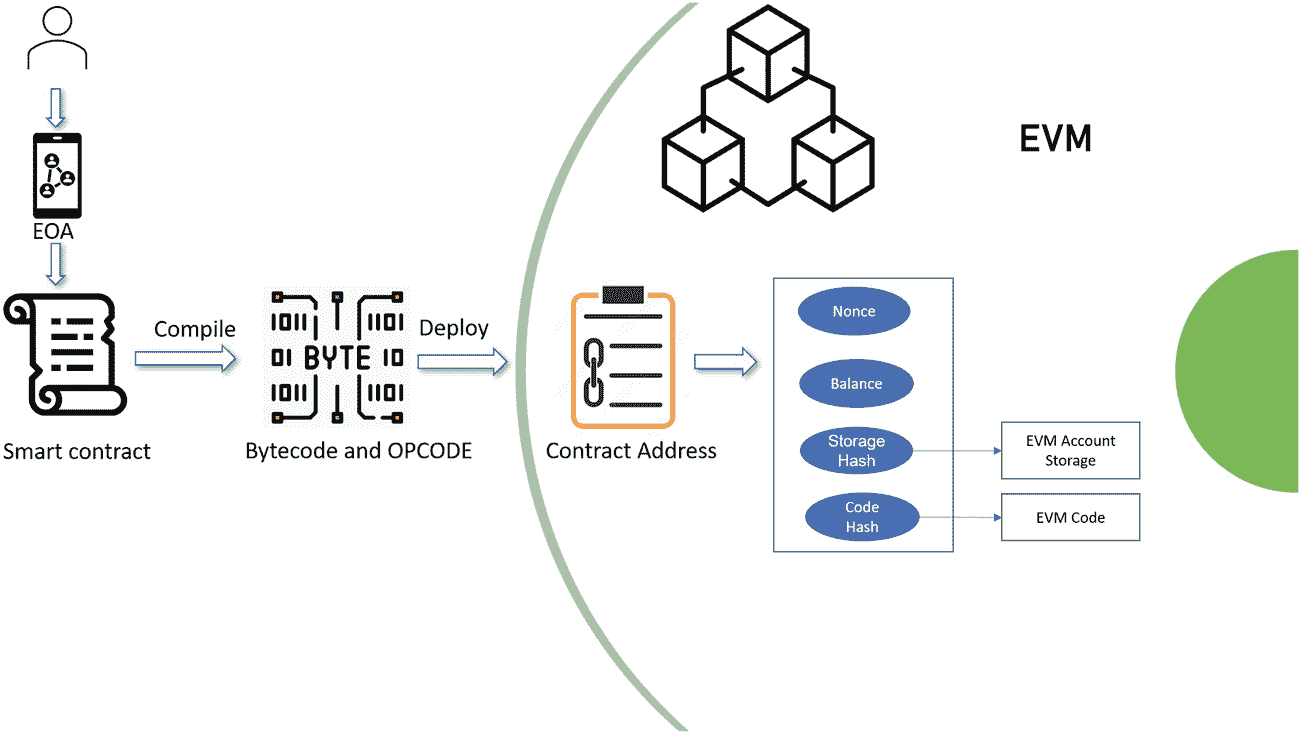 EVM
EOA
Compile
Deploy
1011
1101
01
BYTE
10
1011
1101
Smart contract
Bytecode and OPCODE
Contract Address
Nonce
Balance
Storage
Hash
Code
Hash
EVM Account
Storage
EVM Code